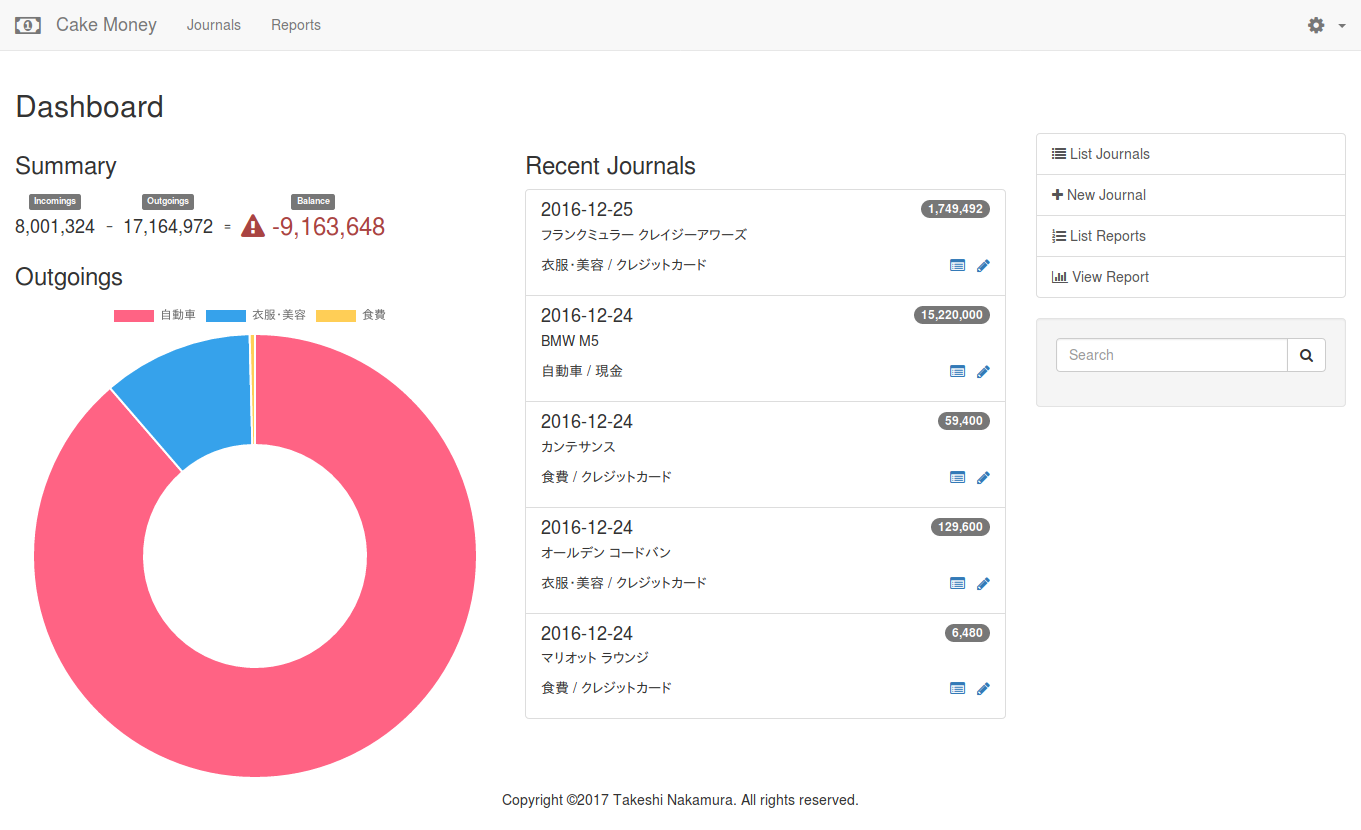 Cake Money Journals Reports
Dashboard
Summary
Incomings Outgoings Balance
8,001,324 - 17,164,972 = -9,163,648
Outgoings
自動車 衣服・美容 食費
Recent Journals
2016-12-25 1,749,492
フランクミュラー クレイジーアワーズ
衣服・美容 / クレジットカード
2016-12-24 15,220,000
BMW M5
自動車 / 現金
2016-12-24 59,400
カンテサンス
食費 / クレジットカード
2016-12-24 129,600
オールデン コードバン
衣服・美容 / クレジットカード
2016-12-24 6,480
マリオット ラウンジ
食費 / クレジットカード
List Journals
New Journal
List Reports
View Report
Search
Copyright ©2017 Takeshi Nakamura. All rights reserved.